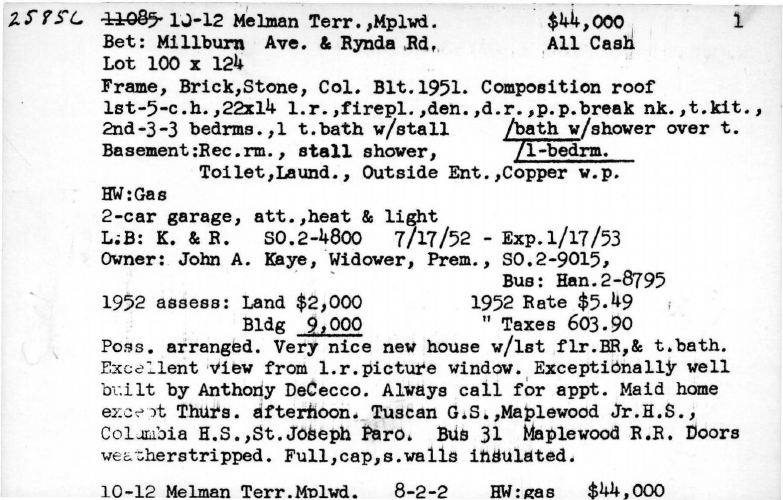 25956 11085 10-12 Melman Terr.,Mplwd. $44,000 1
Bet: Millburn Ave. & Rynda Rd. All Cash
Lot 100 x 124
Frame, Brick,Stone, Col. Blt.1951. Composition roof
1st-5-c.h.,22x14 l.r.,firepl.,den.,d.r.,p.p.break nk.,t.kit.,
2nd-3-3 bedrms.,1 t.bath w/stall /bath w/shower over t.
Basement:Rec.rm., stall shower, /1-bedrm.
Toilet,Laund., Outside Ent.,Copper w.p.
HW:Gas
2-car garage, att.,heat & light
L.B: K. & R. SO.2-4800 7/17/52 - Exp.1/17/53
Owner: John A. Kaye, Widower, Prem., SO.2-9015,
Bus: Han.2-8795
1952 assess: Land $2,000 1952 Rate $5.49
Bldg 9,000 " Taxes 603.90
Poss. arranged. Very nice new house w/1st flr.BR,& t.bath.
Excellent view from l.r.picture window. Exceptionally well
built by Anthony DeCecco. Always call for appt. Maid home
except Thurs. afternoon. Tuscan G.S.,Maplewood Jr.H.S.,
Columbia H.S.,St.Joseph Paro. Bus 31 Maplewood R.R. Doors
weatherstripped. Full,cap,s.walls insulated.
10-12 Melman Terr.Mplwd. 8-2-2 HW:gas $44,000